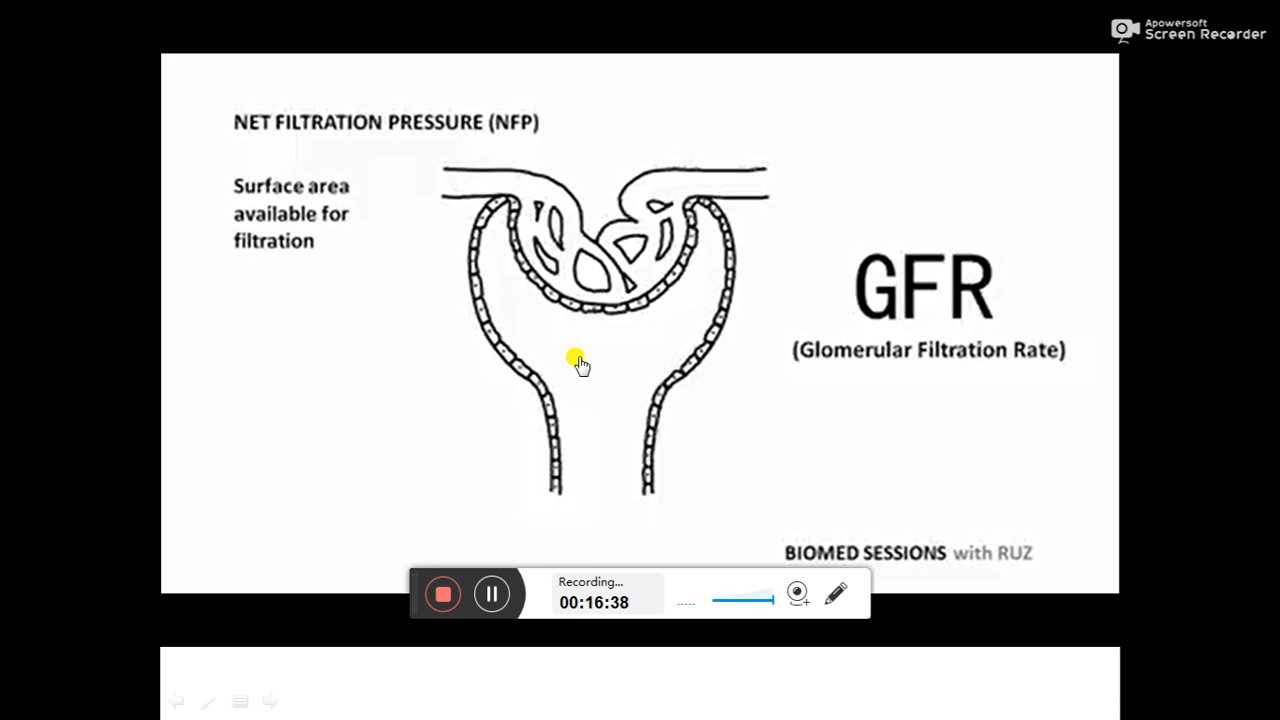 Apowersoft
Screen Recorder
NET FILTRATION PRESSURE (NFP)
Surface area
available for
filtration
GFR
(Glomerular Filtration Rate)
BIOMED SESSIONS with RUZ
Recording...
00:16:38